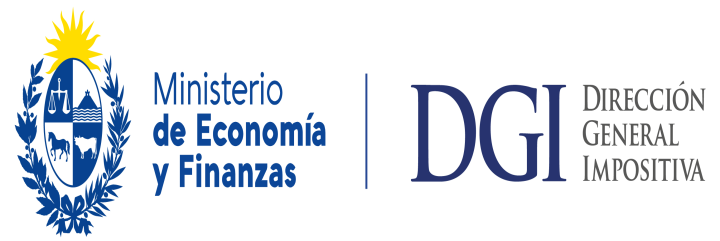 Ministerio
de Economía
y Finanzas
DGI
DIRECCIÓN
GENERAL
IMPOSITIVA